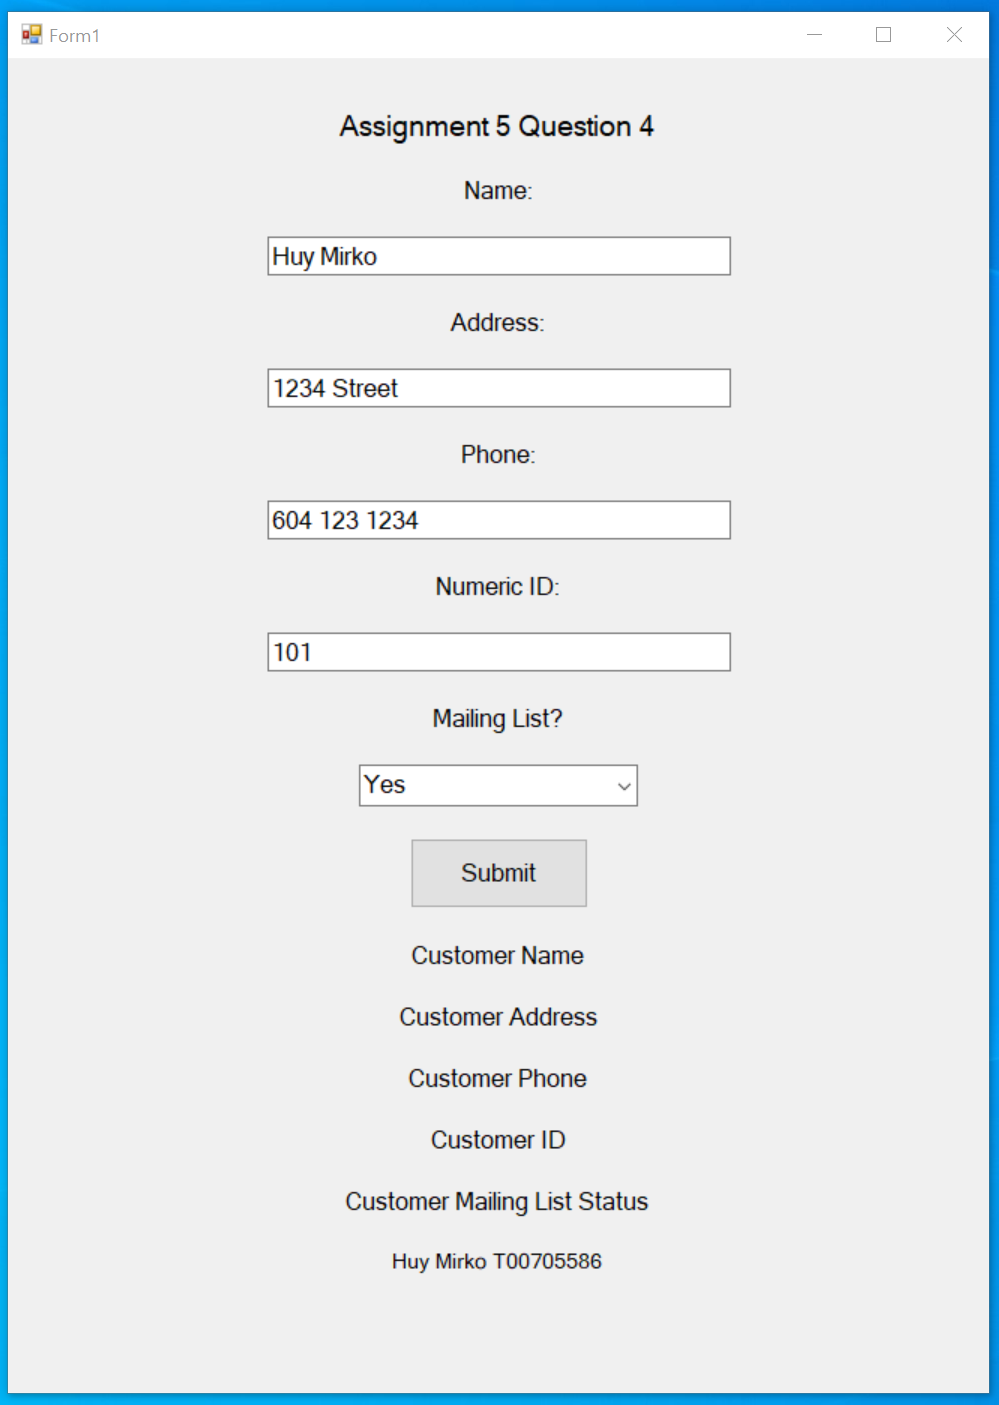 Form1
Assignment 5 Question 4
Name:
Huy Mirko
Address:
1234 Street
Phone:
604 123 1234
Numeric ID:
101
Mailing List?
Yes
Submit
Customer Name
Customer Address
Customer Phone
Customer ID
Customer Mailing List Status
Huy Mirko T00705586